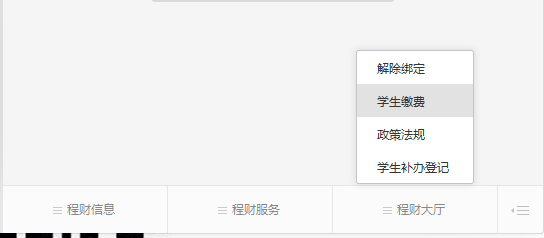 解除绑定
学生缴费
政策法规
学生补办登记
程财信息
程财服务
程财大厅